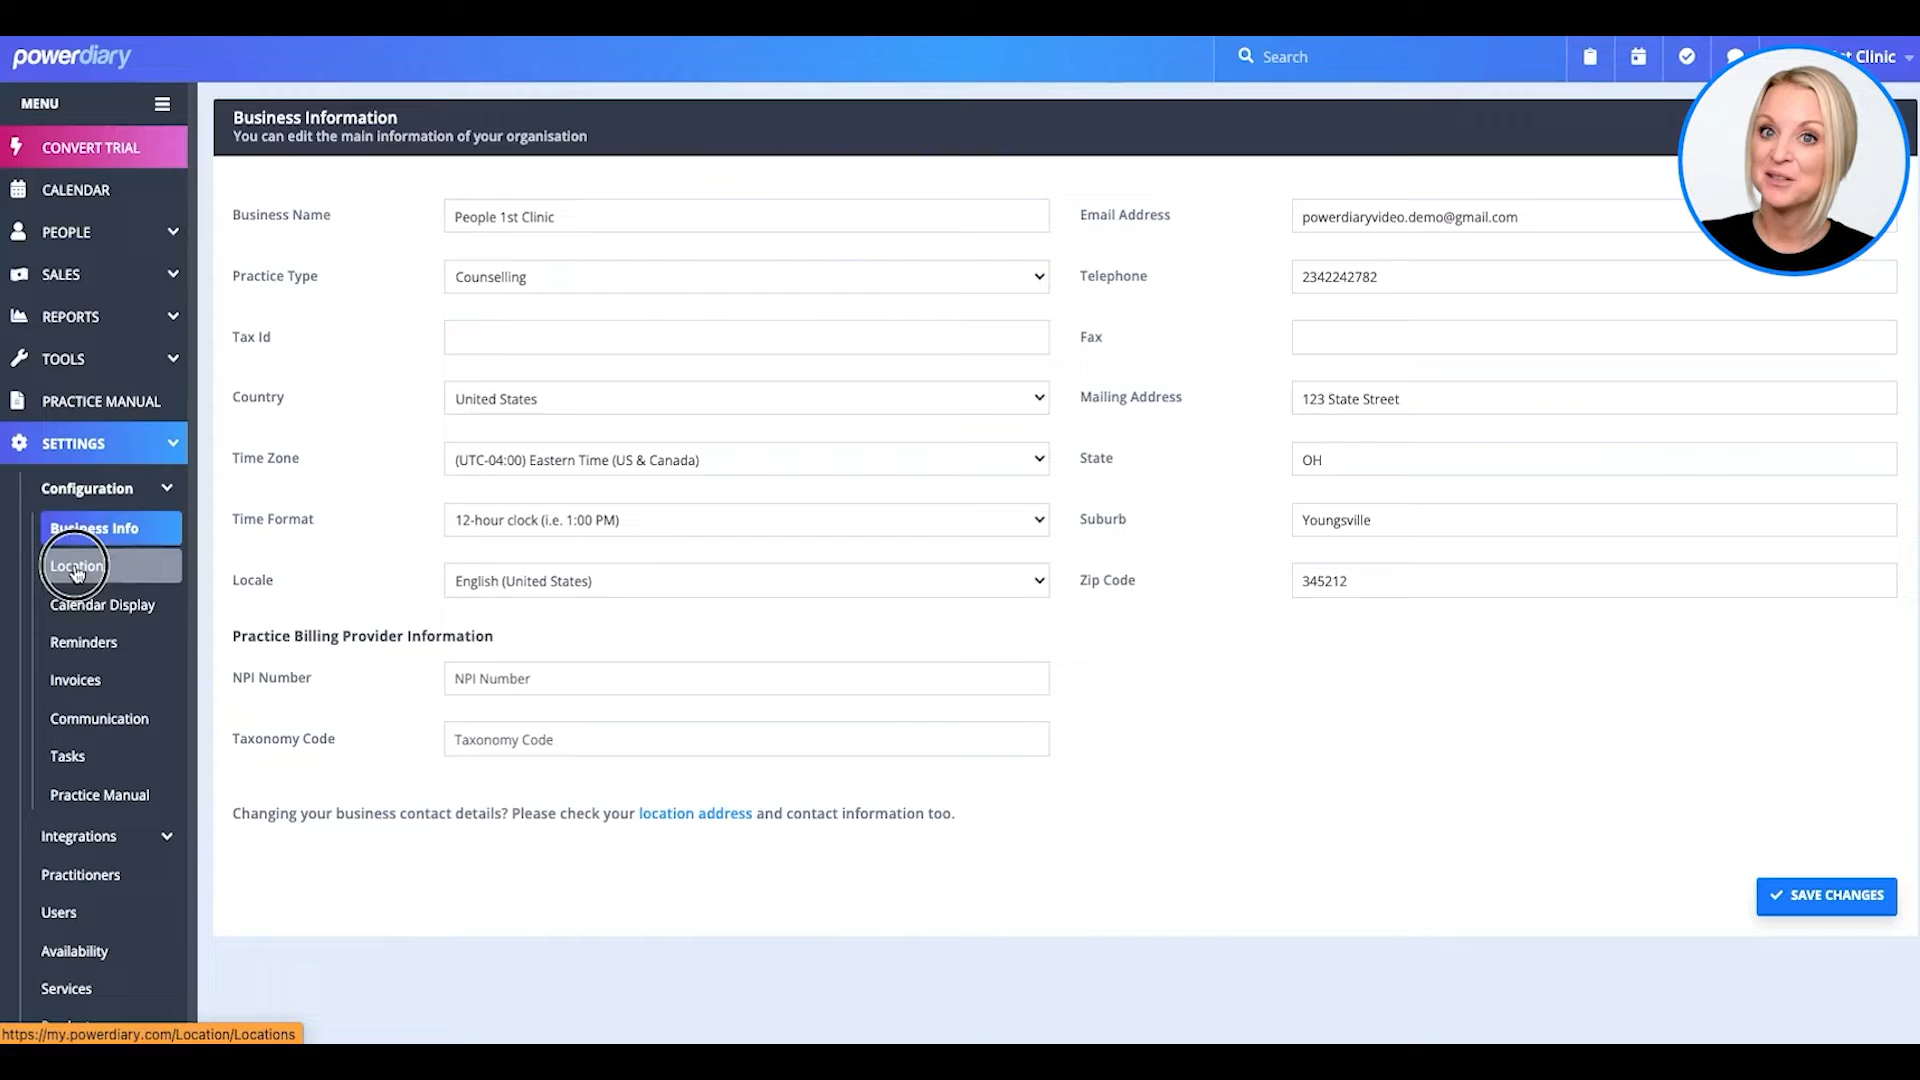 powerdiary
Search
st Clinic
MENU
CONVERT TRIAL
CALENDAR
PEOPLE
SALES
REPORTS
TOOLS
PRACTICE MANUAL
SETTINGS
Configuration
Business Info
Location
Calendar Display
Reminders
Invoices
Communication
Tasks
Practice Manual
Integrations
Practitioners
Users
Availability
Services
https://my.powerdiary.com/Location/Locations
Business Information
You can edit the main information of your organisation
Business Name
People 1st Clinic
Practice Type
Counselling
Tax Id
Country
United States
Time Zone
(UTC-04:00) Eastern Time (US & Canada)
Time Format
12-hour clock (i.e. 1:00 PM)
Locale
English (United States)
Practice Billing Provider Information
NPI Number
NPI Number
Taxonomy Code
Taxonomy Code
Email Address
powerdiaryvideo.demo@gmail.com
Telephone
2342242782
Fax
Mailing Address
123 State Street
State
OH
Suburb
Youngsville
Zip Code
345212
Changing your business contact details? Please check your location address and contact information too.
SAVE CHANGES